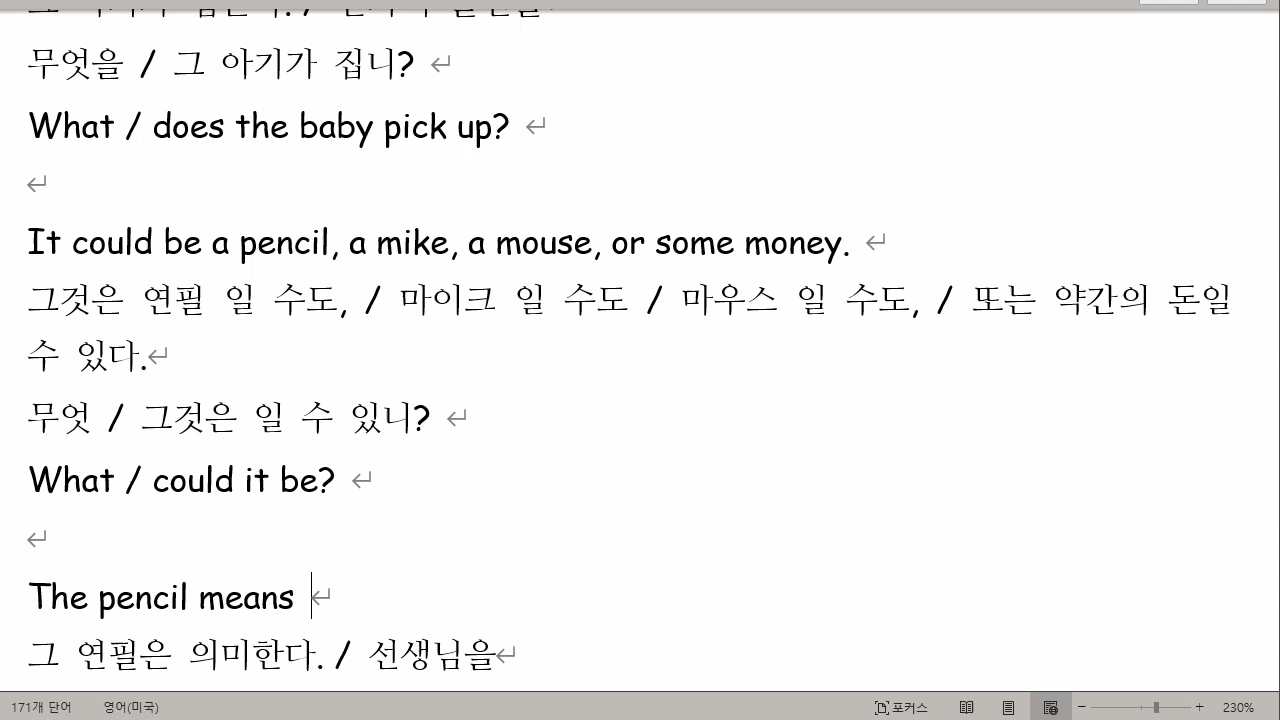 무엇을 / 그 아기가 집니?
What / does the baby pick up?
It could be a pencil, a mike, a mouse, or some money.
그것은 연필 일 수도, / 마이크 일 수도 / 마우스 일 수도, / 또는 약간의 돈일
수 있다.
무엇 / 그것은 일 수 있니?
What / could it be?
The pencil means
그 연필은 의미한다. / 선생님을
171개 단어 영어(미국) 포커스 230%